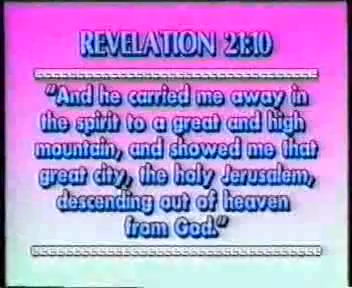 REVELATION 21:10
"And he carried me away in
the spirit to a great and high
mountain, and showed me that
great city, the holy Jerusalem,
descending out of heaven
from God."